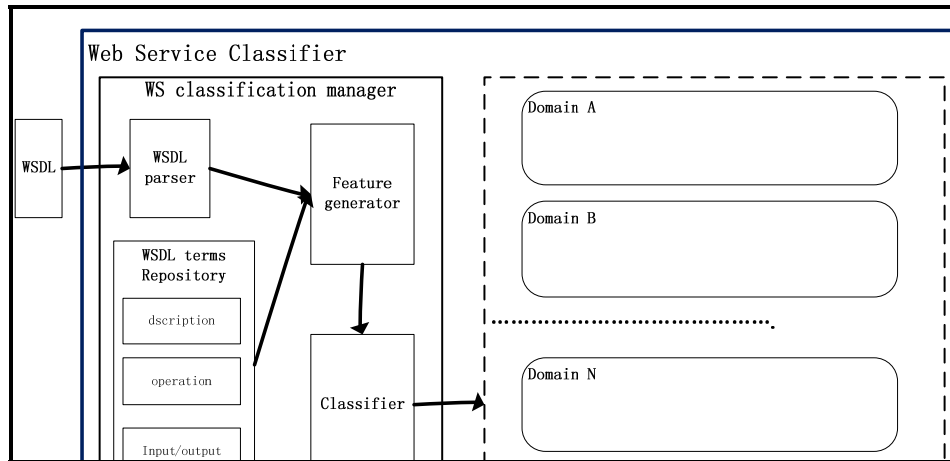 Web Service Classifier
WS classification manager
WSDL
WSDL
parser
Feature
generator
WSDL terms
Repository
dscription
operation
Input/output
Classifier
Domain A
Domain B
Domain N